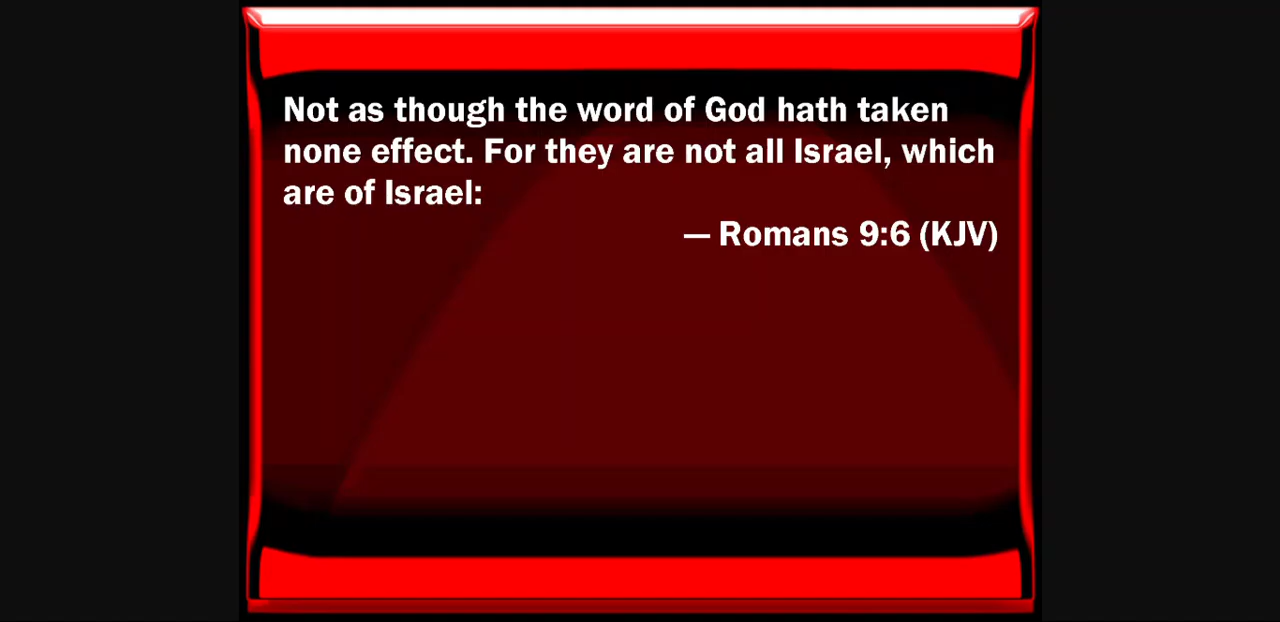 Not as though the word of God hath taken
none effect. For they are not all Israel, which
are of Israel:
— Romans 9:6 (KJV)